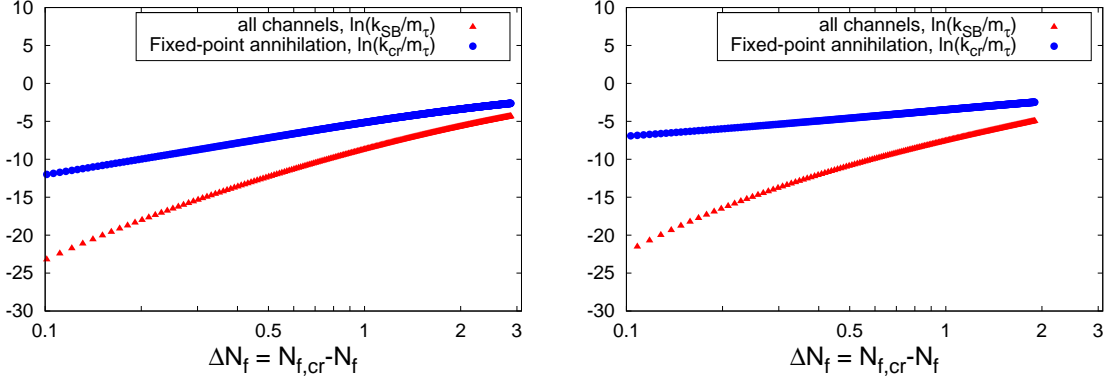 10
5
0
-5
-10
-15
-20
-25
-30
all channels, ln(k_SB/m_τ)
Fixed-point annihilation, ln(k_cr/m_τ)
0.1 0.5 1 2 3
ΔN_f = N_f,cr-N_f
10
5
0
-5
-10
-15
-20
-25
-30
all channels, ln(k_SB/m_τ)
Fixed-point annihilation, ln(k_cr/m_τ)
0.1 0.5 1 2 3
ΔN_f = N_f,cr-N_f